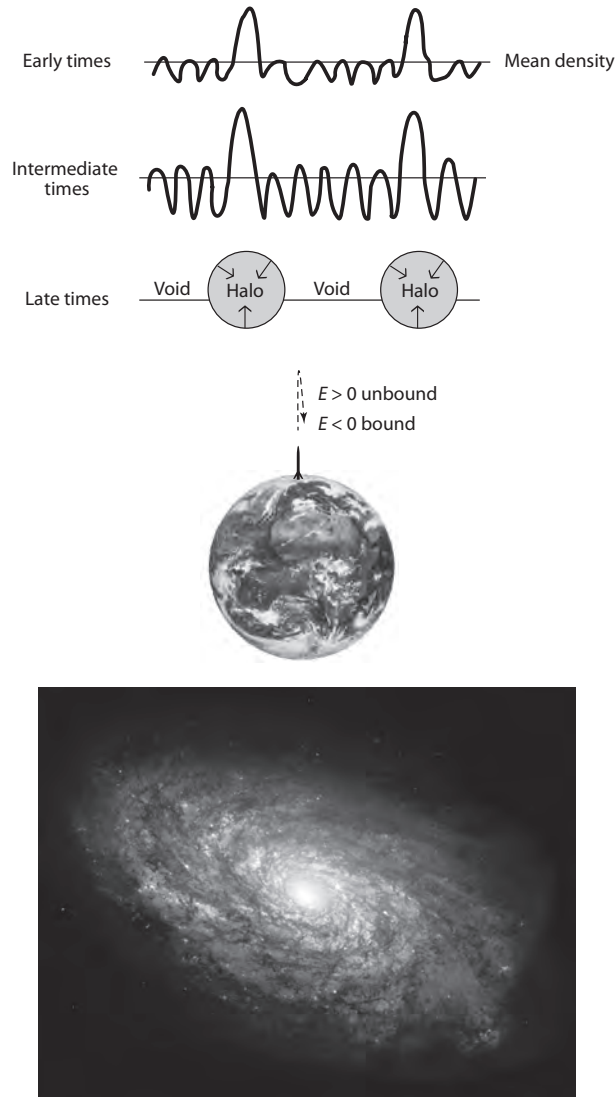 Early times
Mean density
Intermediate
times
Late times
Void
Halo
Void
Halo
E > 0 unbound
E < 0 bound